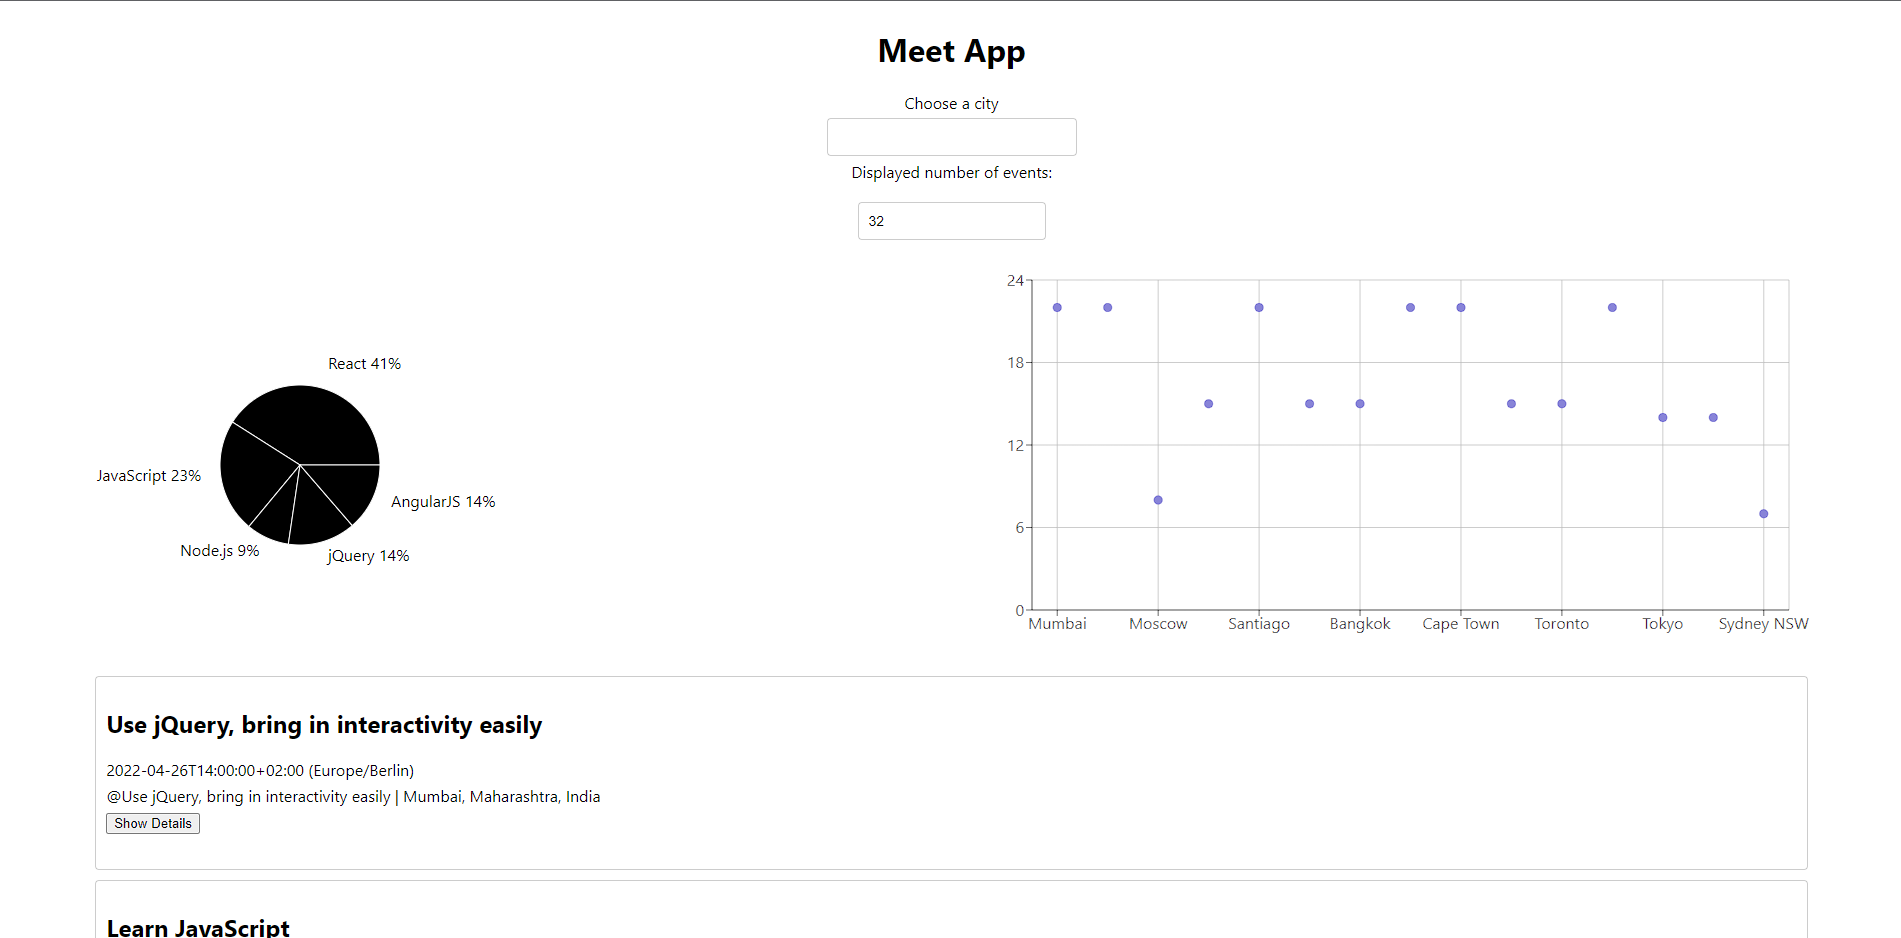 Meet App
Choose a city
Displayed number of events:
32
React 41%
JavaScript 23%
AngularJS 14%
Node.js 9%
jQuery 14%
24
18
12
6
0
Mumbai Moscow Santiago Bangkok Cape Town Toronto Tokyo Sydney NSW
Use jQuery, bring in interactivity easily
2022-04-26T14:00:00+02:00 (Europe/Berlin)
@Use jQuery, bring in interactivity easily | Mumbai, Maharashtra, India
Show Details
Learn JavaScript